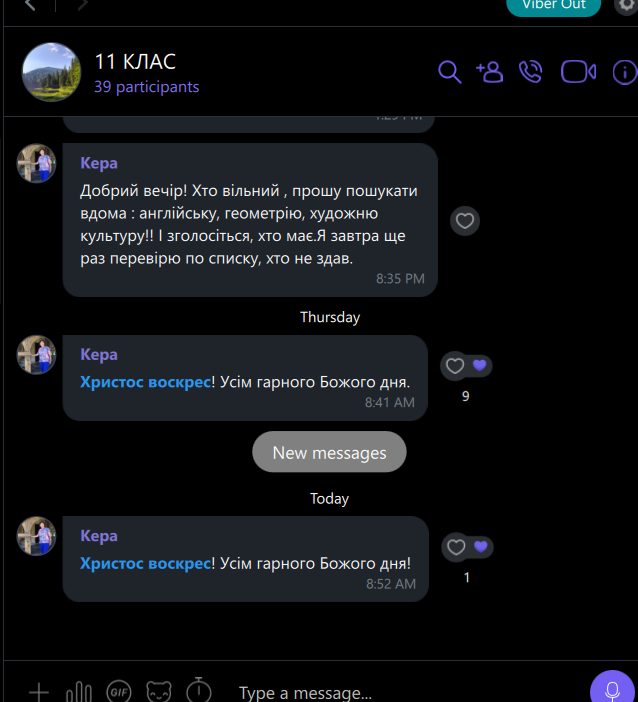 Viber Out
11 КЛАС
39 participants
Кера
Добрий вечір! Хто вільний , прошу пошукати
вдома : англійську, геометрію, художню
культуру!! І зголосіться, хто має.Я завтра ще
раз перевірю по списку, хто не здав.
8:35 PM
Thursday
Кера
Христос воскрес! Усім гарного Божого дня.
8:41 AM
9
New messages
Today
Кера
Христос воскрес! Усім гарного Божого дня!
8:52 AM
1
GIF
Type a message...